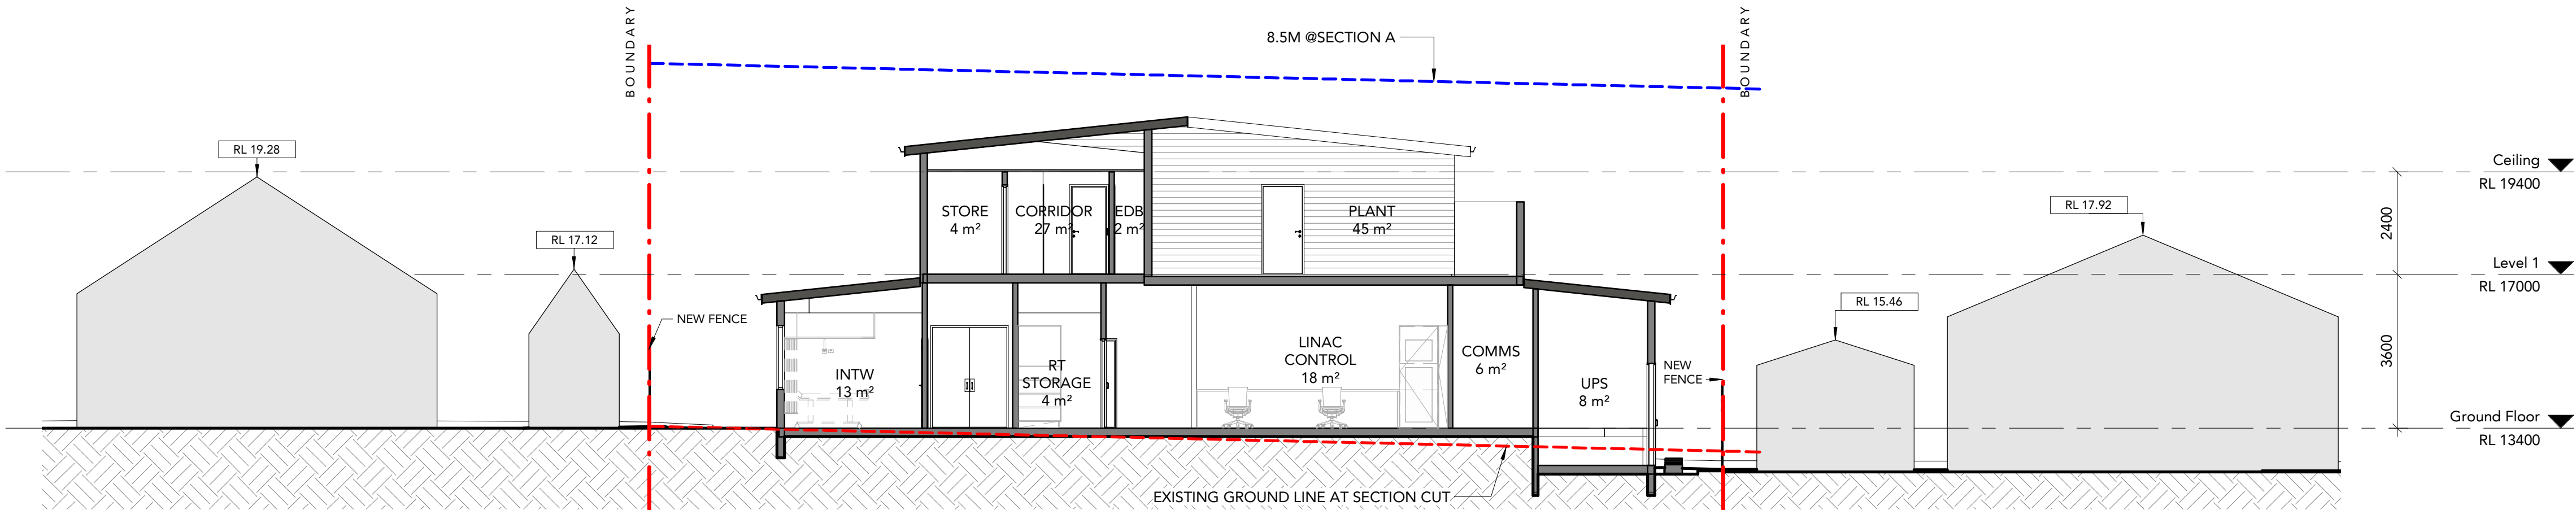 BOUNDARY
BOUNDARY
8.5M @SECTION A
RL 19.28
RL 17.12
NEW FENCE
STORE
4 m²
CORRIDOR
27 m²
EDB
2 m²
PLANT
45 m²
RL 17.92
Ceiling
RL 19400
2400
Level 1
RL 17000
RL 15.46
3600
INTW
13 m²
RT
STORAGE
4 m²
LINAC
CONTROL
18 m²
COMMS
6 m²
UPS
8 m²
NEW
FENCE
Ground Floor
RL 13400
EXISTING GROUND LINE AT SECTION CUT